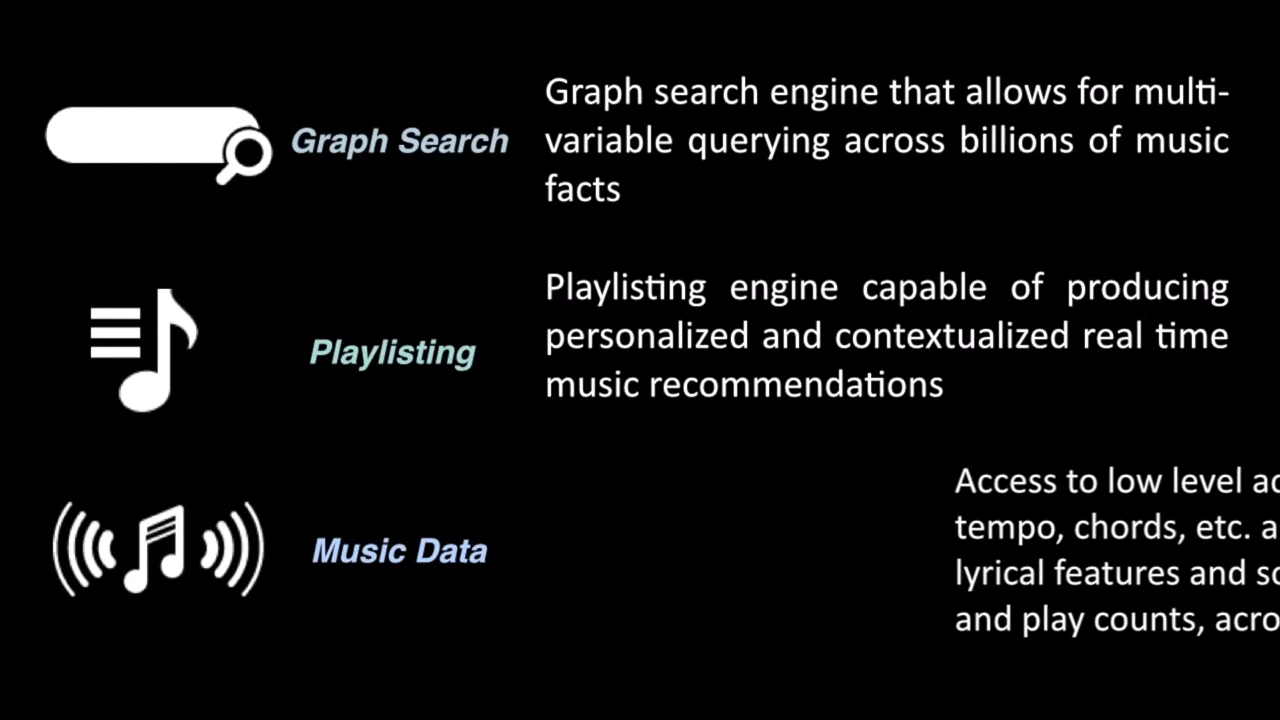 Graph Search
Graph search engine that allows for multi-
variable querying across billions of music
facts
Playlisting
Playlisting engine capable of producing
personalized and contextualized real time
music recommendations
Music Data
Access to low level
tempo, chords, etc.
lyrical features and
and play counts,